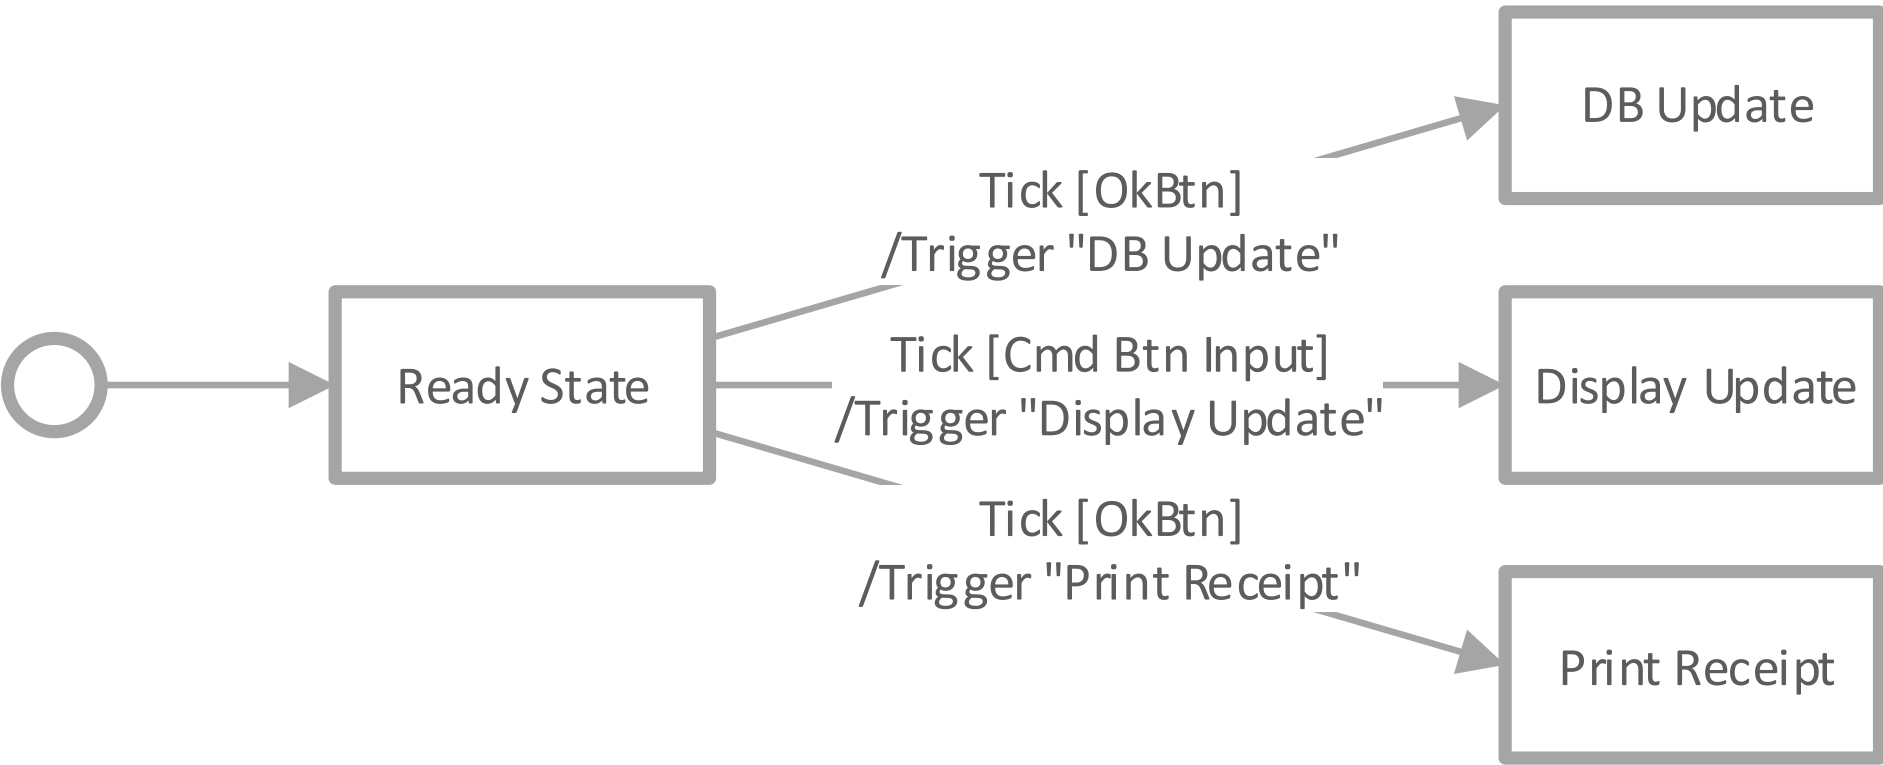 DB Update
Tick [OkBtn]
/Trigger "DB Update"
Ready State
Tick [Cmd Btn Input]
/Trigger "Display Update"
Display Update
Tick [OkBtn]
/Trigger "Print Receipt"
Print Receipt